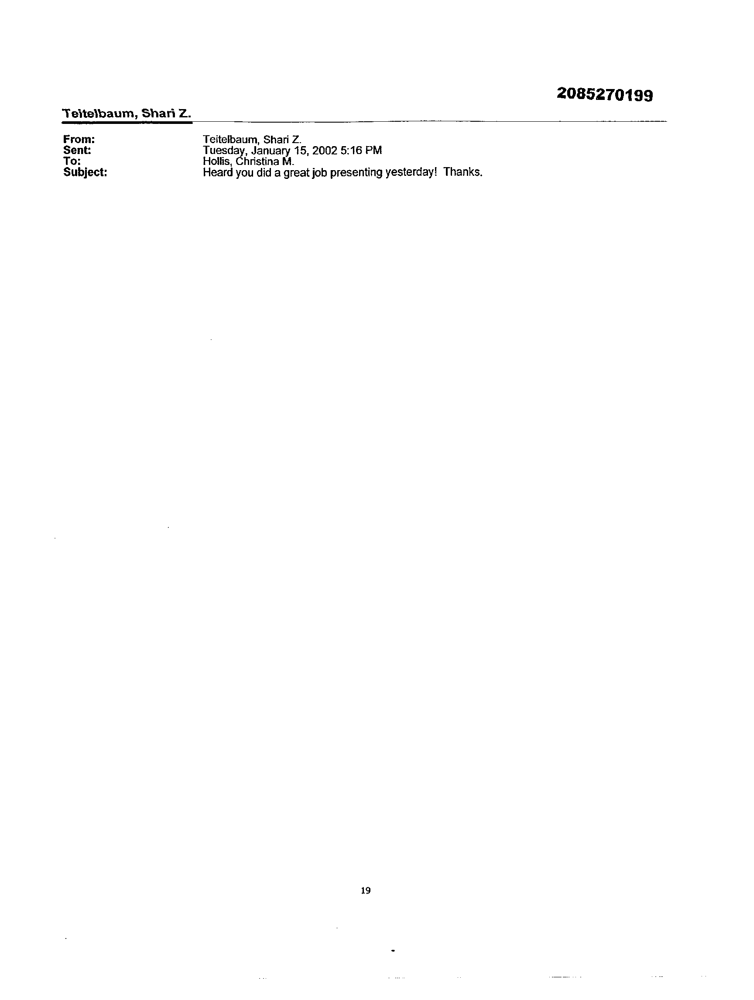 2085270199
Teitelbaum, Shari Z.
From: Teitelbaum, Shari Z.
Sent: Tuesday, January 15, 2002 5:16 PM
To: Hollis, Christina M.
Subject: Heard you did a great job presenting yesterday! Thanks.
19